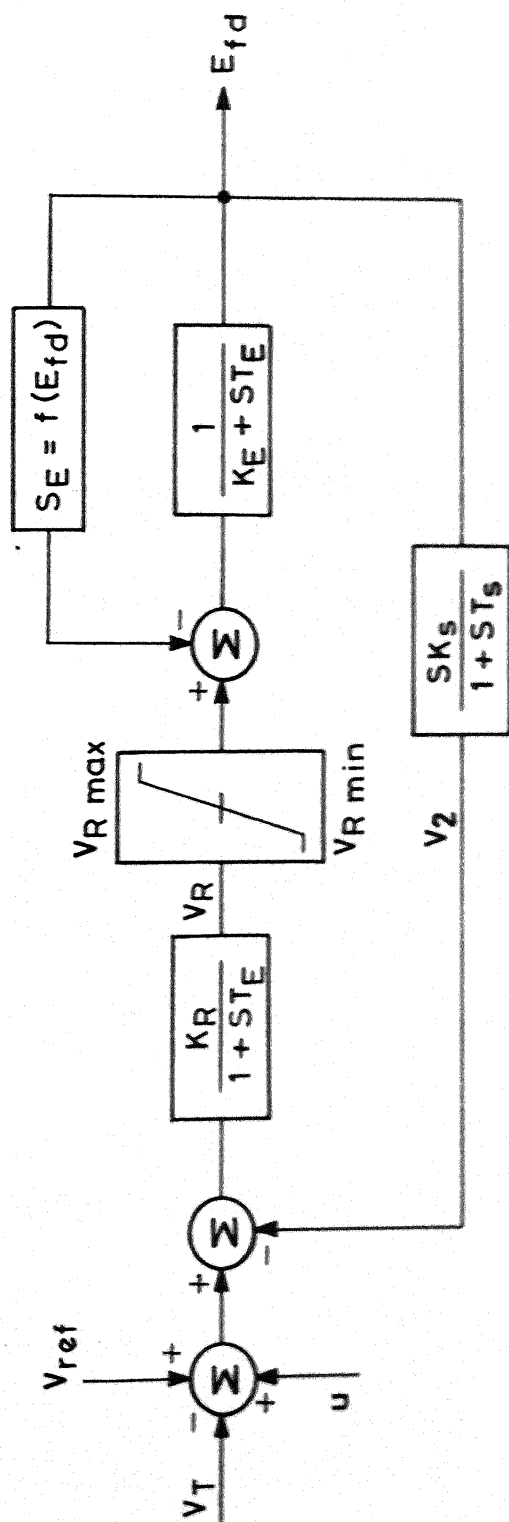 V_T
-
V_ref
+
+
u
+
Σ
-
Σ
K_R
1 + ST_E
V_R
V_R max
V_R min
+
-
Σ
S_E = f(E_fd)
1
K_E + ST_E
E_fd
V_2
SK_s
1 + ST_s